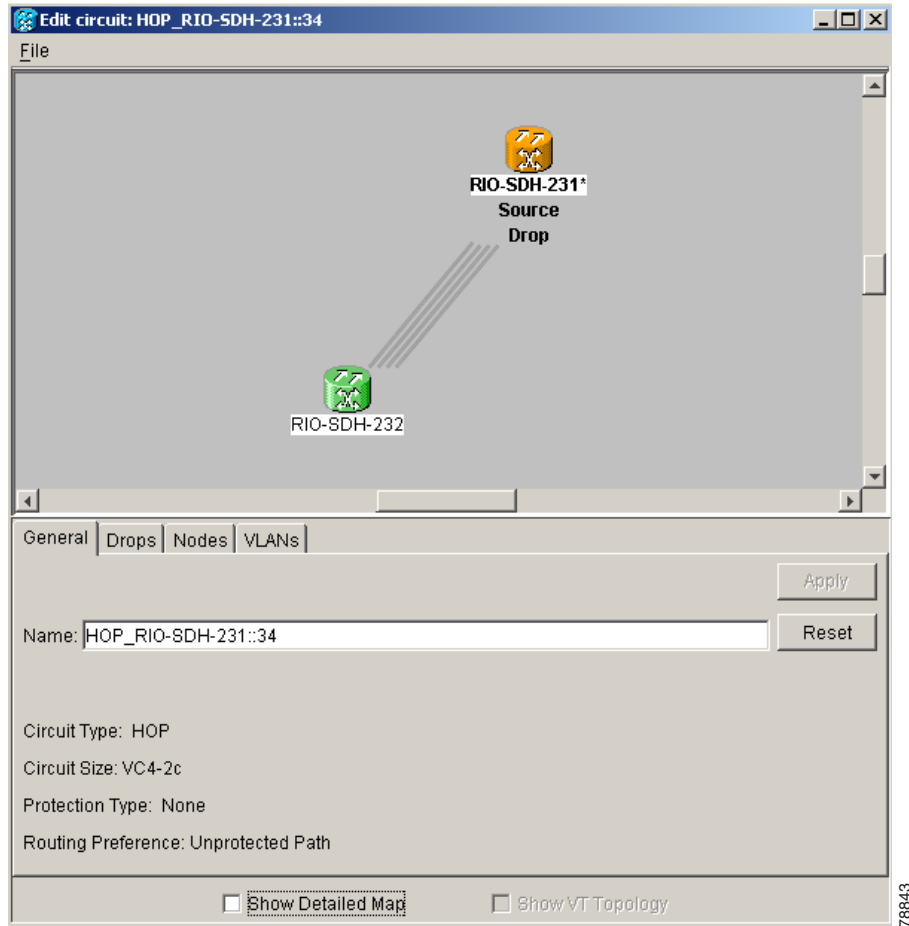 Edit circuit: HOP_RIO-SDH-231::34
File
RIO-SDH-231*
Source
Drop
RIO-SDH-232
General Drops Nodes VLANs
Apply
Name: HOP_RIO-SDH-231::34 Reset
Circuit Type: HOP
Circuit Size: VC4-2c
Protection Type: None
Routing Preference: Unprotected Path
Show Detailed Map Show VT Topology
78843